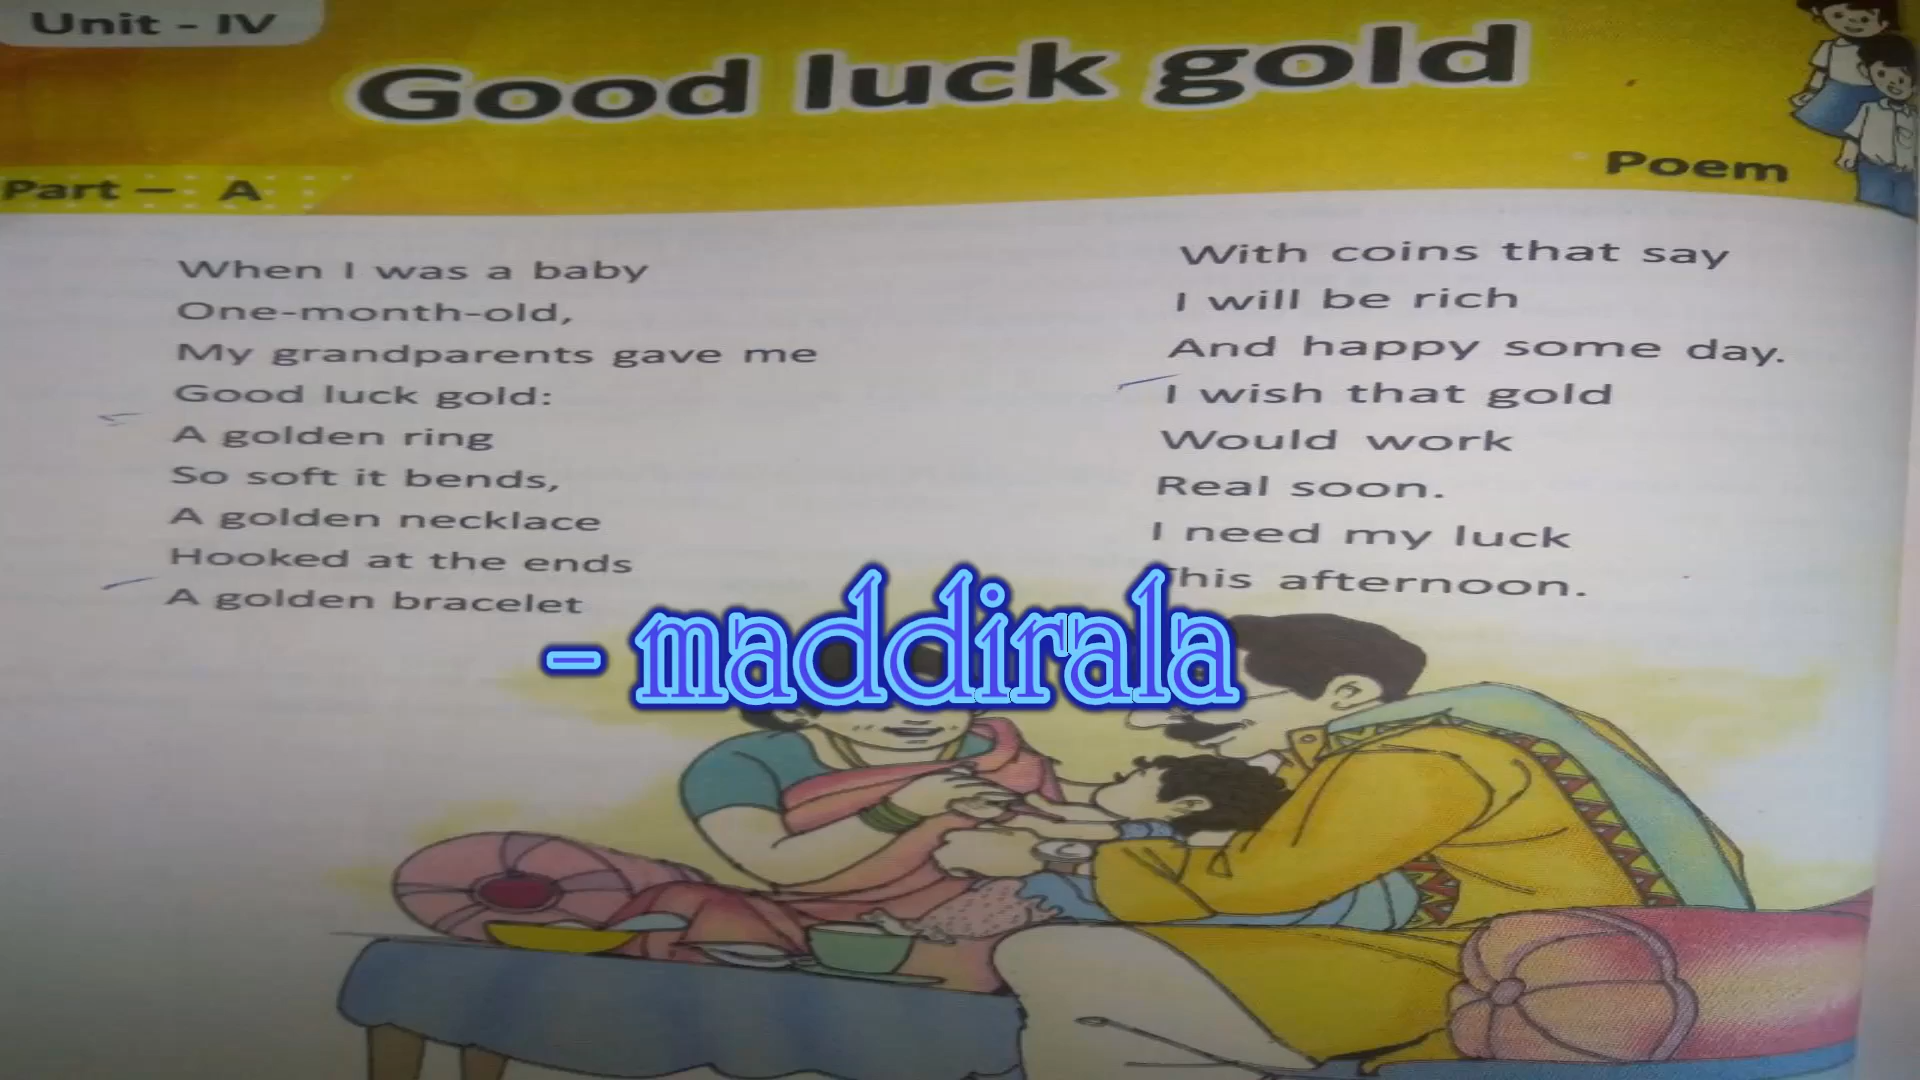 Unit - IV
Good luck gold
Poem
Part – A
When I was a baby
One-month-old,
My grandparents gave me
Good luck gold:
A golden ring
So soft it bends,
A golden necklace
Hooked at the ends
A golden bracelet
With coins that say
I will be rich
And happy some day.
I wish that gold
Would work
Real soon.
I need my luck
This afternoon.
- maddirala